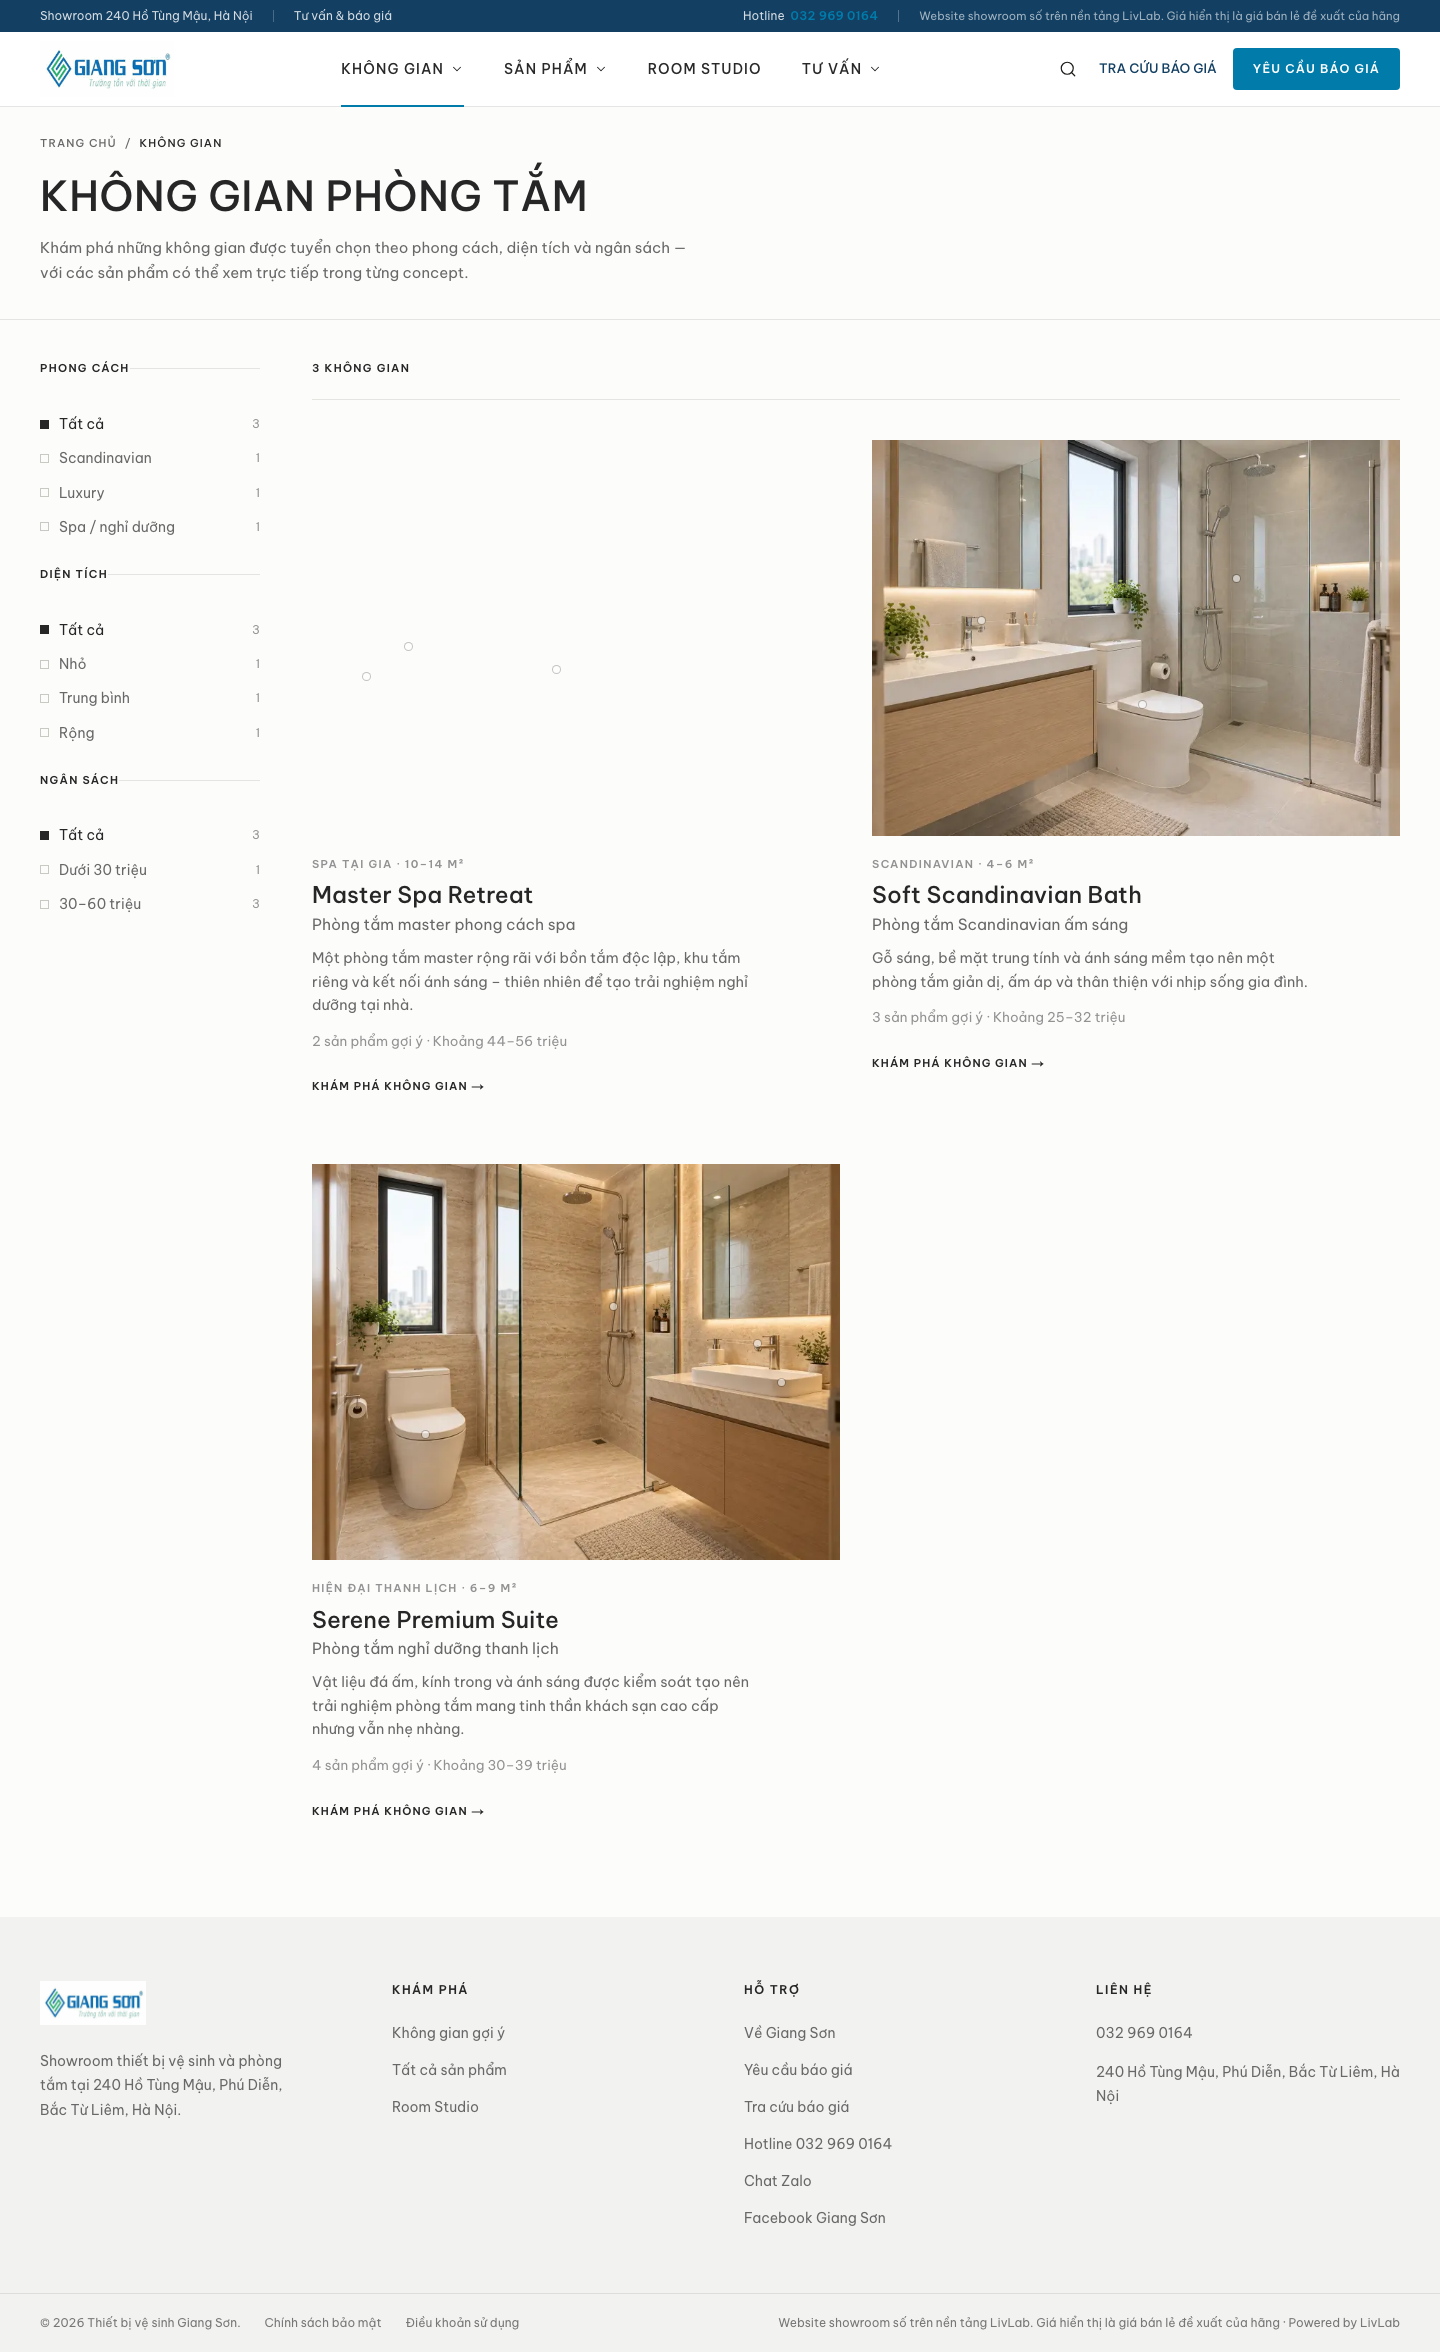 Showroom 240 Hồ Tùng Mậu, Hà Nội
Tư vấn & báo giá
Hotline 032 969 0164
Website showroom số trên nền tảng LivLab. Giá hiển thị là giá bán lẻ đề xuất của hãng
GIANG SƠN
Trường tồn với thời gian
KHÔNG GIAN
SẢN PHẨM
ROOM STUDIO
TƯ VẤN
TRA CỨU BÁO GIÁ
YÊU CẦU BÁO GIÁ
TRANG CHỦ / KHÔNG GIAN
KHÔNG GIAN PHÒNG TẮM
Khám phá những không gian được tuyển chọn theo phong cách, diện tích và ngân sách —
với các sản phẩm có thể xem trực tiếp trong từng concept.
PHONG CÁCH
Tất cả 3
Scandinavian 1
Luxury 1
Spa / nghỉ dưỡng 1
DIỆN TÍCH
Tất cả 3
Nhỏ 1
Trung bình 1
Rộng 1
NGÂN SÁCH
Tất cả 3
Dưới 30 triệu 1
30–60 triệu 3
3 KHÔNG GIAN
SPA TẠI GIA · 10–14 M²
Master Spa Retreat
Phòng tắm master phong cách spa
Một phòng tắm master rộng rãi với bồn tắm độc lập, khu tắm
riêng và kết nối ánh sáng – thiên nhiên để tạo trải nghiệm nghỉ
dưỡng tại nhà.
2 sản phẩm gợi ý · Khoảng 44–56 triệu
KHÁM PHÁ KHÔNG GIAN →
SCANDINAVIAN · 4–6 M²
Soft Scandinavian Bath
Phòng tắm Scandinavian ấm sáng
Gỗ sáng, bề mặt trung tính và ánh sáng mềm tạo nên một
phòng tắm giản dị, ấm áp và thân thiện với nhịp sống gia đình.
3 sản phẩm gợi ý · Khoảng 25–32 triệu
KHÁM PHÁ KHÔNG GIAN →
HIỆN ĐẠI THANH LỊCH · 6–9 M²
Serene Premium Suite
Phòng tắm nghỉ dưỡng thanh lịch
Vật liệu đá ấm, kính trong và ánh sáng được kiểm soát tạo nên
trải nghiệm phòng tắm mang tinh thần khách sạn cao cấp
nhưng vẫn nhẹ nhàng.
4 sản phẩm gợi ý · Khoảng 30–39 triệu
KHÁM PHÁ KHÔNG GIAN →
GIANG SƠN
Trường tồn với thời gian
Showroom thiết bị vệ sinh và phòng
tắm tại 240 Hồ Tùng Mậu, Phú Diễn,
Bắc Từ Liêm, Hà Nội.
KHÁM PHÁ
Không gian gợi ý
Tất cả sản phẩm
Room Studio
HỖ TRỢ
Về Giang Sơn
Yêu cầu báo giá
Tra cứu báo giá
Hotline 032 969 0164
Chat Zalo
Facebook Giang Sơn
LIÊN HỆ
032 969 0164
240 Hồ Tùng Mậu, Phú Diễn, Bắc Từ Liêm, Hà
Nội
© 2026 Thiết bị vệ sinh Giang Sơn.
Chính sách bảo mật
Điều khoản sử dụng
Website showroom số trên nền tảng LivLab. Giá hiển thị là giá bán lẻ đề xuất của hãng · Powered by LivLab